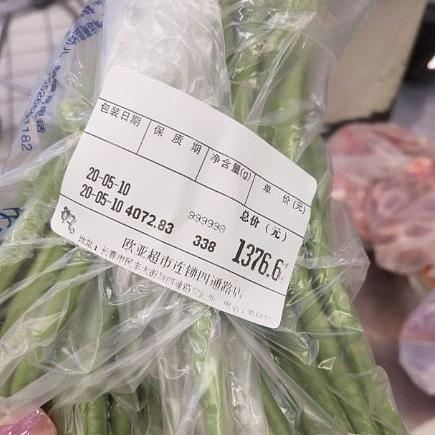 包装日期 保质期 净含量(g) 单价(元)
20-05-10 999999 总价(元)
20-05-10 4072.83 338 1376.6
欧亚超市连锁四通路店